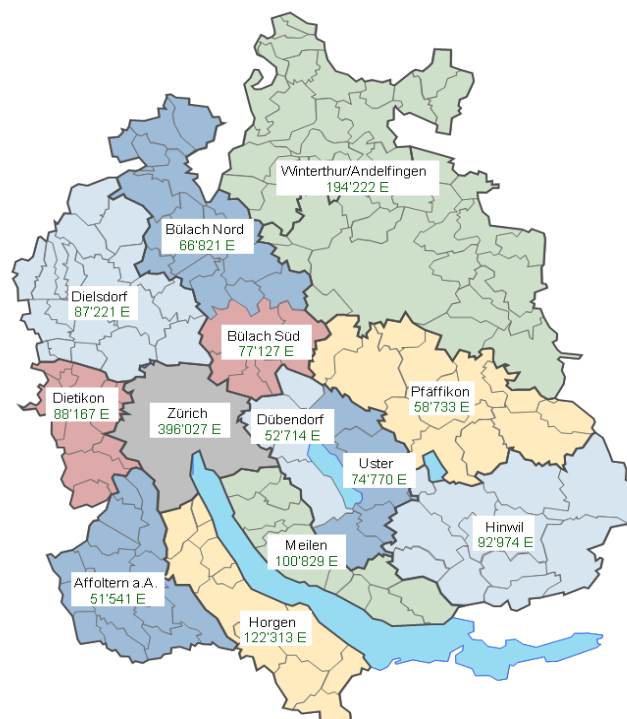 Winterthur/Andelfingen
194'222 E
Bülach Nord
66'821 E
Dielsdorf
87'221 E
Bülach Süd
77'127 E
Pfäffikon
58'733 E
Dietikon
88'167 E
Zürich
396'027 E
Dübendorf
52'714 E
Uster
74'770 E
Hinwil
92'974 E
Meilen
100'829 E
Affoltern a.A.
51'541 E
Horgen
122'313 E